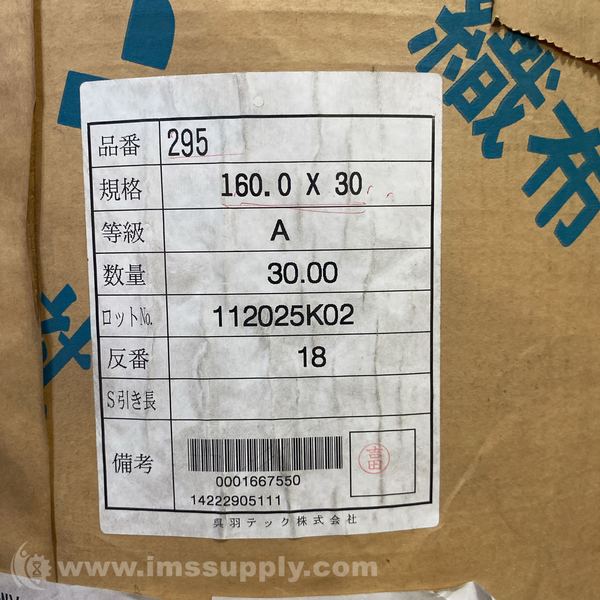 織布
品番 295
規格 160.0 X 30
等級 A
数量 30.00
ロットNo. 112025K02
反番 18
S引き長
備考
0001667550
14222905111
吉田
呉羽テック株式会社
www.imssupply.com